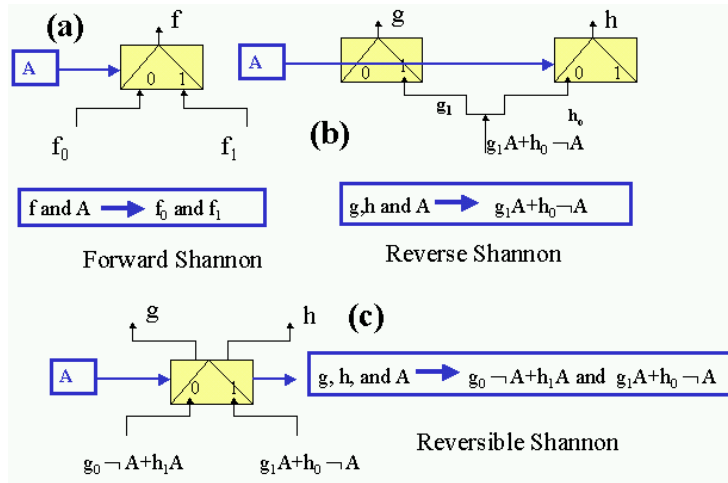 (a)
f
A
0 1
f₀
f₁
f and A → f₀ and f₁
Forward Shannon
g
h
A
0 1
0 1
g₁
h₀
(b)
g₁A+h₀¬A
g,h and A → g₁A+h₀¬A
Reverse Shannon
g
h
(c)
A
0 1
g₀¬A+h₁A
g₁A+h₀¬A
g, h, and A → g₀¬A+h₁A and g₁A+h₀¬A
Reversible Shannon